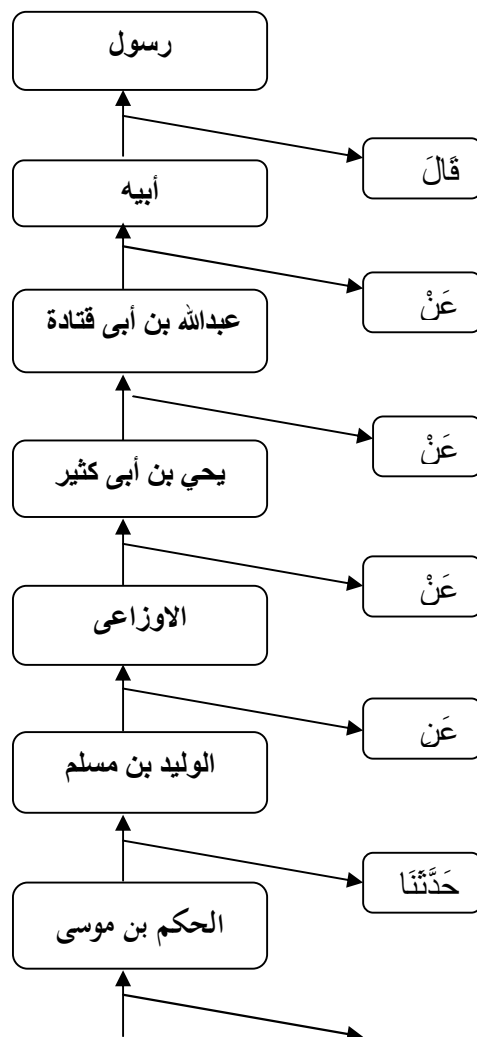 رسول
قَالَ
أبيه
عَنْ
عبدالله بن أبى قتادة
عَنْ
يحي بن أبى كثير
عَنْ
الاوزاعى
عَنِ
الوليد بن مسلم
حَدَّثَنَا
الحكم بن موسى